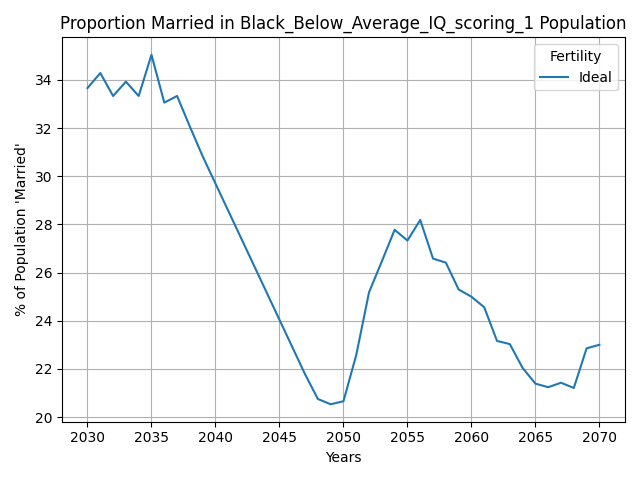 Proportion Married in Black_Below_Average_IQ_scoring_1 Population
Fertility
Ideal
% of Population 'Married'
34
32
30
28
26
24
22
20
2030 2035 2040 2045 2050 2055 2060 2065 2070
Years